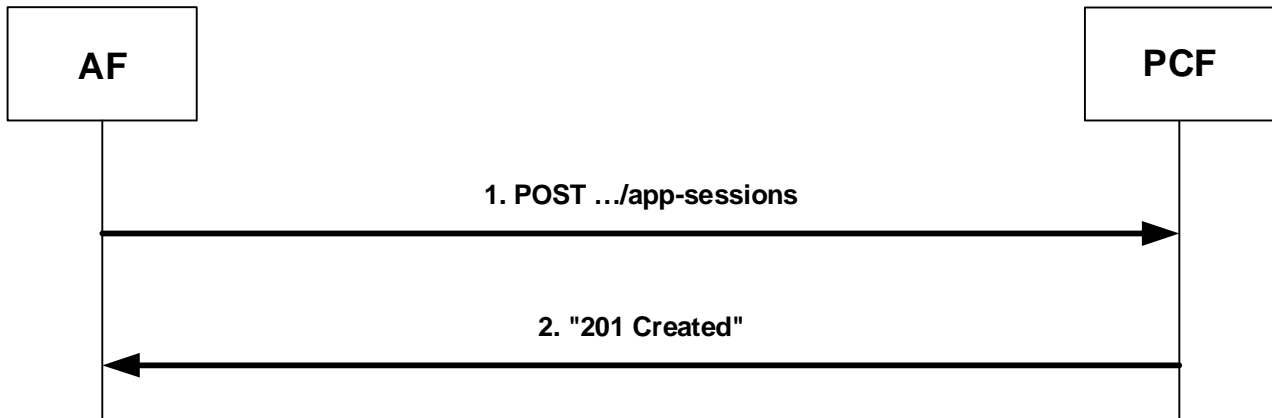 AF
PCF
1. POST …/app-sessions
2. "201 Created"